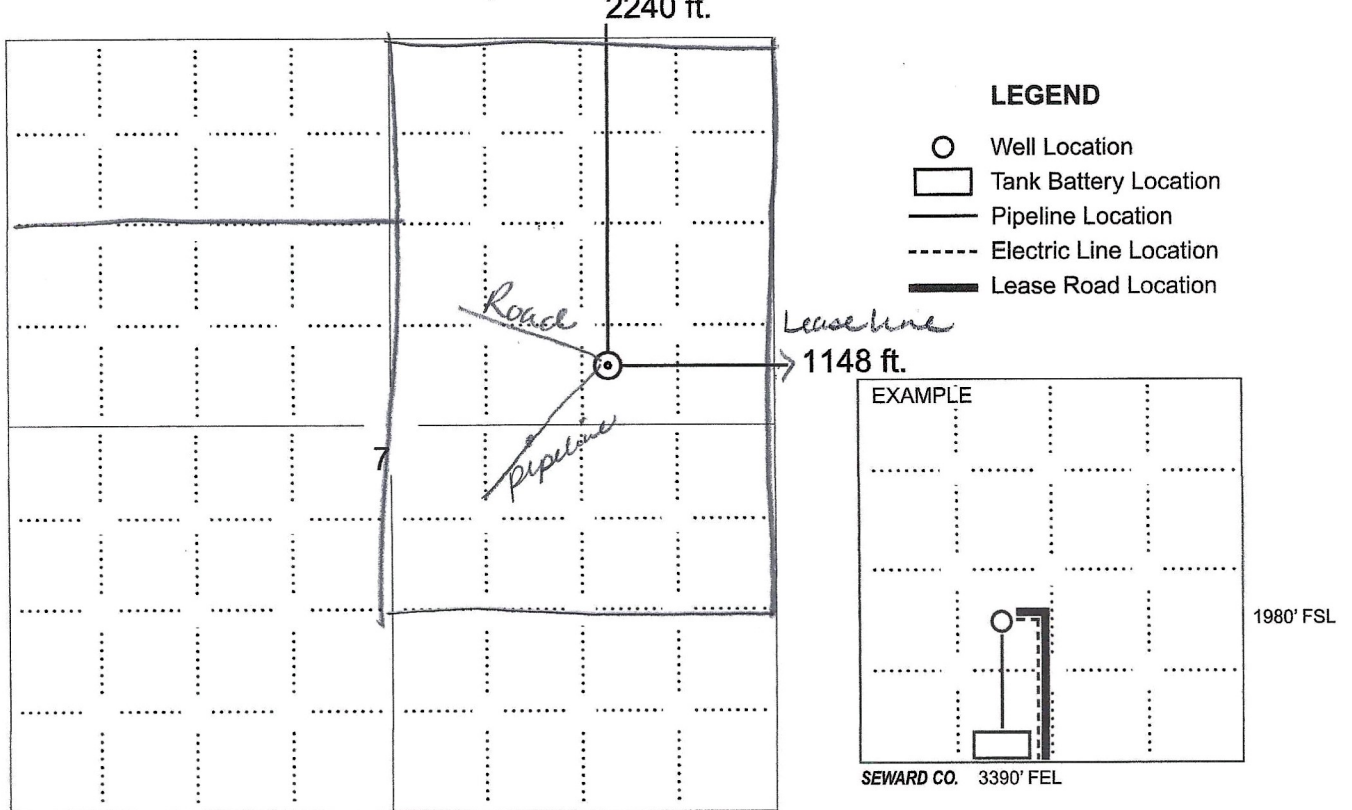 2240 ft.
LEGEND
Well Location
Tank Battery Location
Pipeline Location
Electric Line Location
Lease Road Location
Road
Lease line
1148 ft.
EXAMPLE
pipeline
7
1980' FSL
SEWARD CO. 3390' FEL